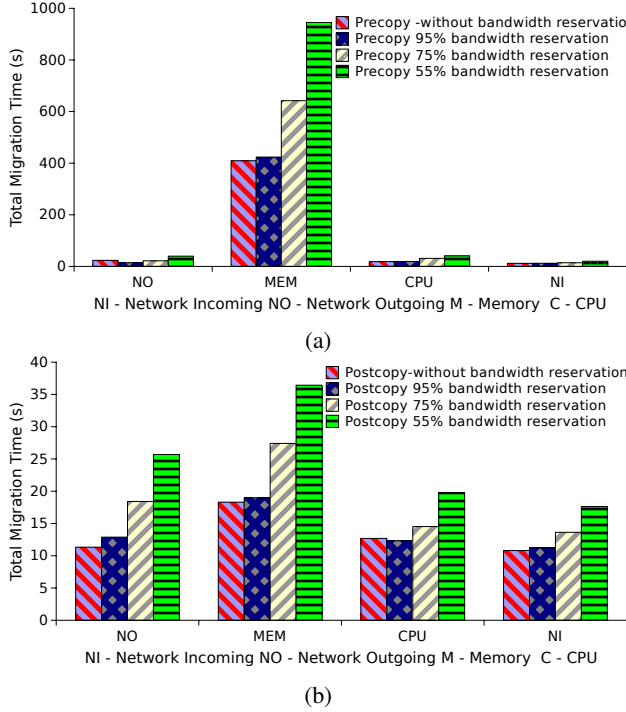 1000
800
600
400
200
0
Total Migration Time (s)
Precopy -without bandwidth reservation
Precopy 95% bandwidth reservation
Precopy 75% bandwidth reservation
Precopy 55% bandwidth reservation
NO MEM CPU NI
NI - Network Incoming NO - Network Outgoing M - Memory C - CPU
(a)
40
35
30
25
20
15
10
5
0
Total Migration Time (s)
Postcopy-without bandwidth reservation
Postcopy 95% bandwidth reservation
Postcopy 75% bandwidth reservation
Postcopy 55% bandwidth reservation
NO MEM CPU NI
NI - Network Incoming NO - Network Outgoing M - Memory C - CPU
(b)